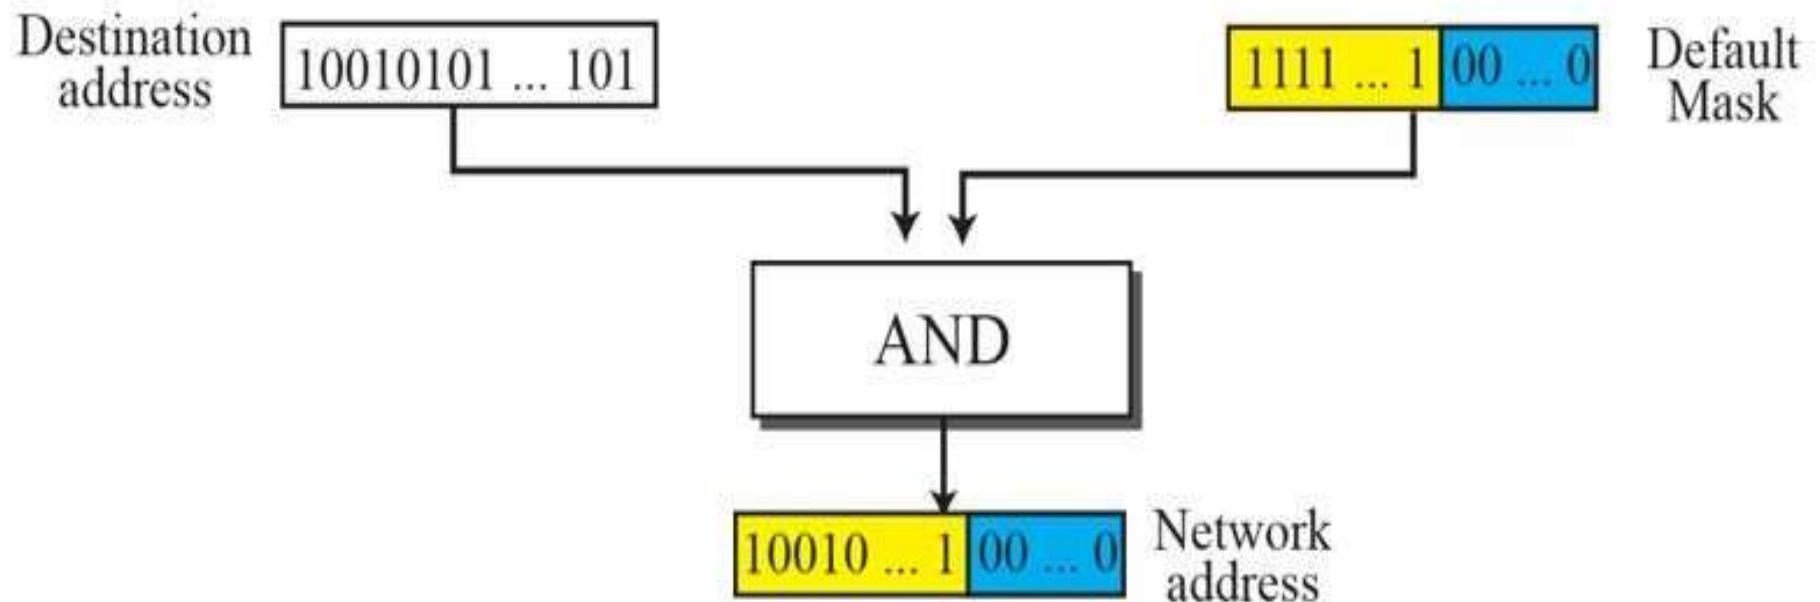 Destination
address
10010101 ... 101
1111 ... 1 00 ... 0
Default
Mask
AND
10010 ... 1 00 ... 0
Network
address